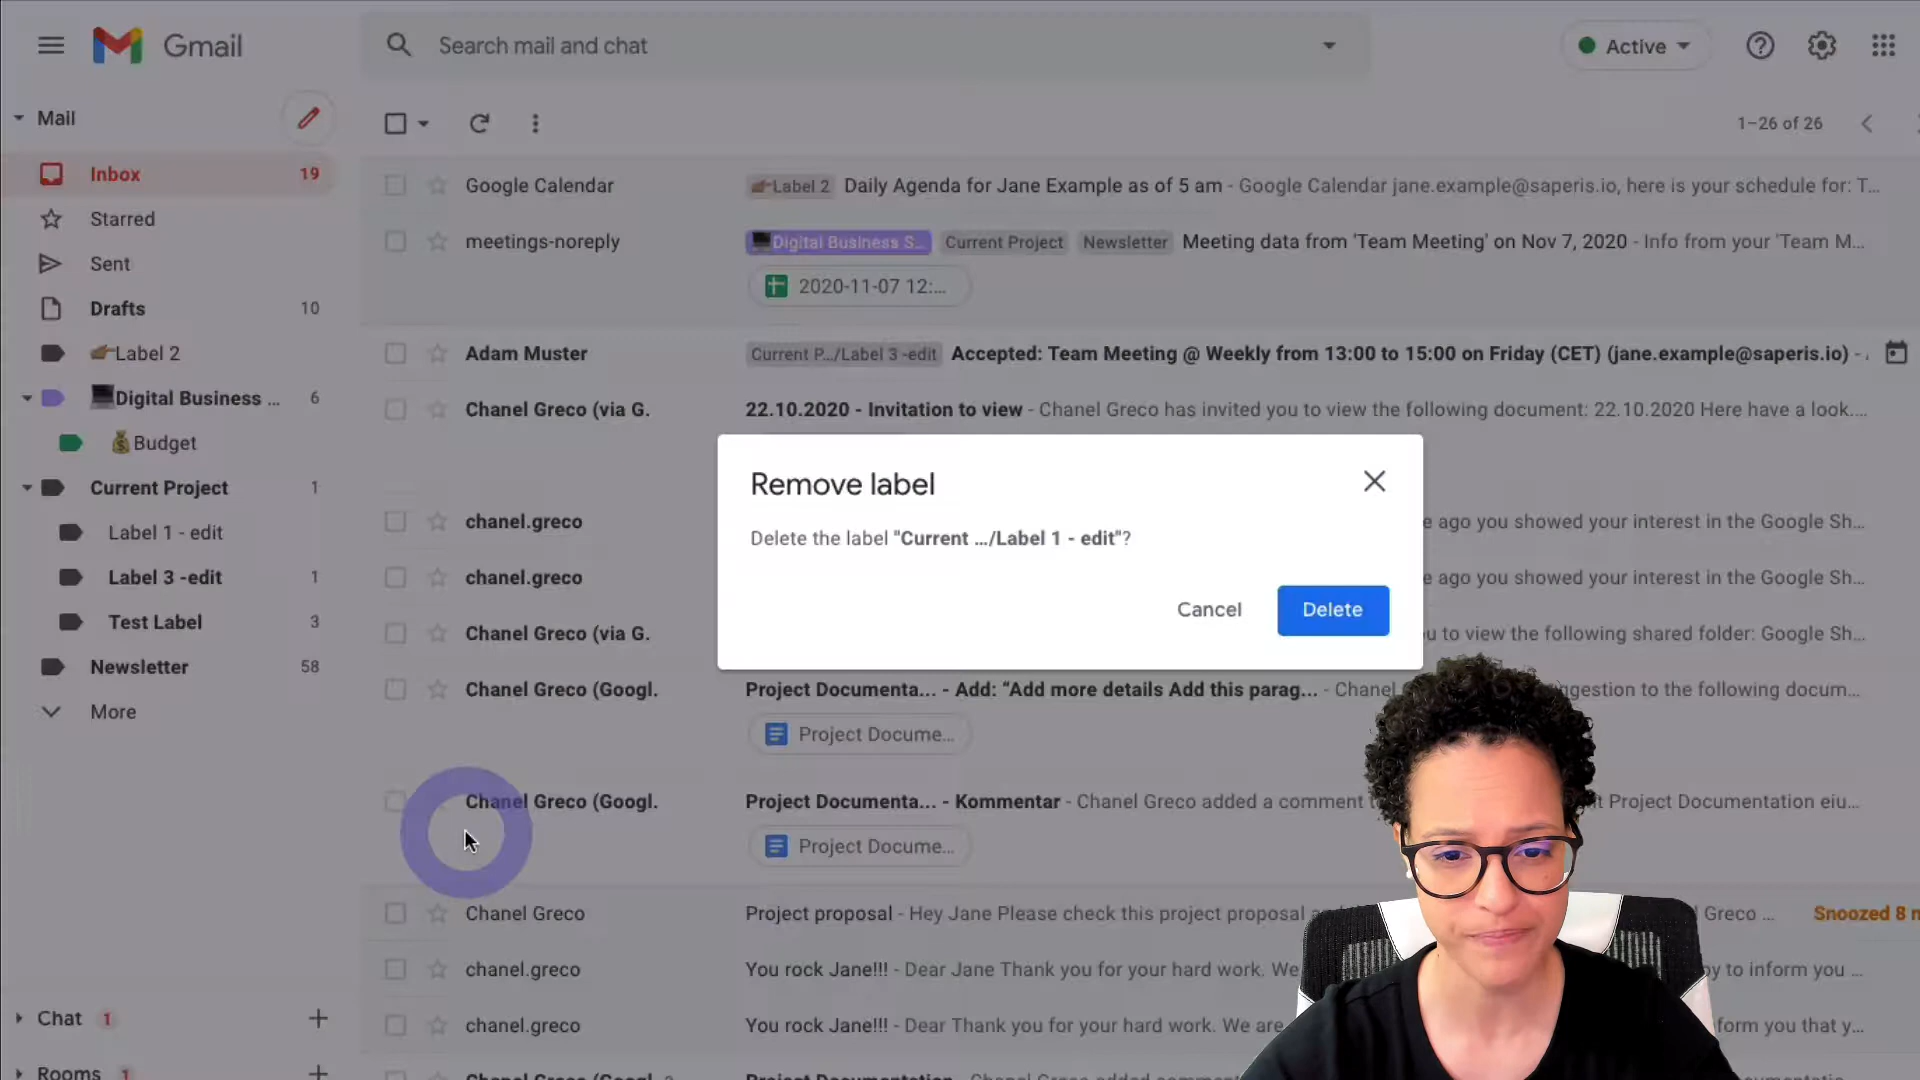 Gmail
Search mail and chat
Active
Mail
1–26 of 26
Inbox 19
Starred
Sent
Drafts 10
Label 2
Digital Business ... 6
Budget
Current Project 1
Label 1 - edit
Label 3 -edit 1
Test Label 3
Newsletter 58
More
Chat 1
Rooms 1
Google Calendar Label 2 Daily Agenda for Jane Example as of 5 am - Google Calendar jane.example@saperis.io, here is your schedule for: T...
meetings-noreply Digital Business S... Current Project Newsletter Meeting data from 'Team Meeting' on Nov 7, 2020 - Info from your 'Team M...
2020-11-07 12:...
Adam Muster Current P.../Label 3 -edit Accepted: Team Meeting @ Weekly from 13:00 to 15:00 on Friday (CET) (jane.example@saperis.io) -
Chanel Greco (via G. 22.10.2020 - Invitation to view - Chanel Greco has invited you to view the following document: 22.10.2020 Here have a look....
Remove label
Delete the label "Current .../Label 1 - edit"?
Cancel Delete
chanel.greco e ago you showed your interest in the Google Sh...
chanel.greco e ago you showed your interest in the Google Sh...
Chanel Greco (via G. u to view the following shared folder: Google Sh...
Chanel Greco (Googl. Project Documenta... - Add: “Add more details Add this parag... - Chanel ggestion to the following docum...
Project Docume...
Chanel Greco (Googl. Project Documenta... - Kommentar - Chanel Greco added a comment t Project Documentation eiu...
Project Docume...
Chanel Greco Project proposal - Hey Jane Please check this project proposal Greco ... Snoozed 8
chanel.greco You rock Jane!!! - Dear Jane Thank you for your hard work. We y to inform you ...
chanel.greco You rock Jane!!! - Dear Thank you for your hard work. We are form you that y...